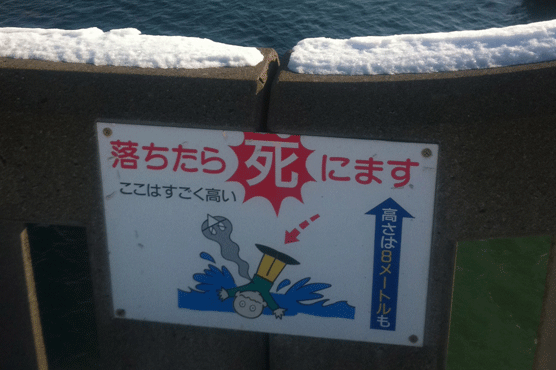 落ちたら死にます
ここはすごく高い
高さは8メートルも